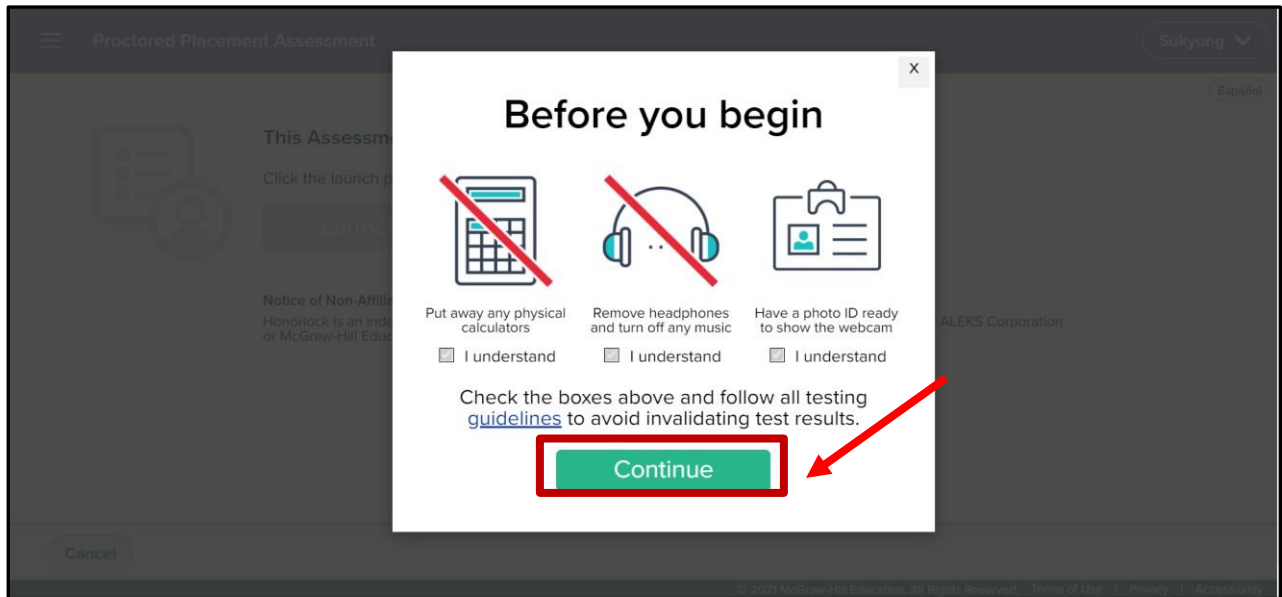 Proctored Placement Assessment
Sukyung
Español
X
Before you begin
This Assessm
Click the launch p
Put away any physical
calculators
Remove headphones
and turn off any music
Have a photo ID ready
to show the webcam
I understand
I understand
I understand
Notice of Non-Affilia
Honorlock is an inde
or McGraw-Hill Educ
ALEKS Corporation
Check the boxes above and follow all testing
guidelines to avoid invalidating test results.
Continue
Cancel
© 2021 McGraw-Hill Education. All Rights Reserved. Terms of Use | Privacy | Accessibility